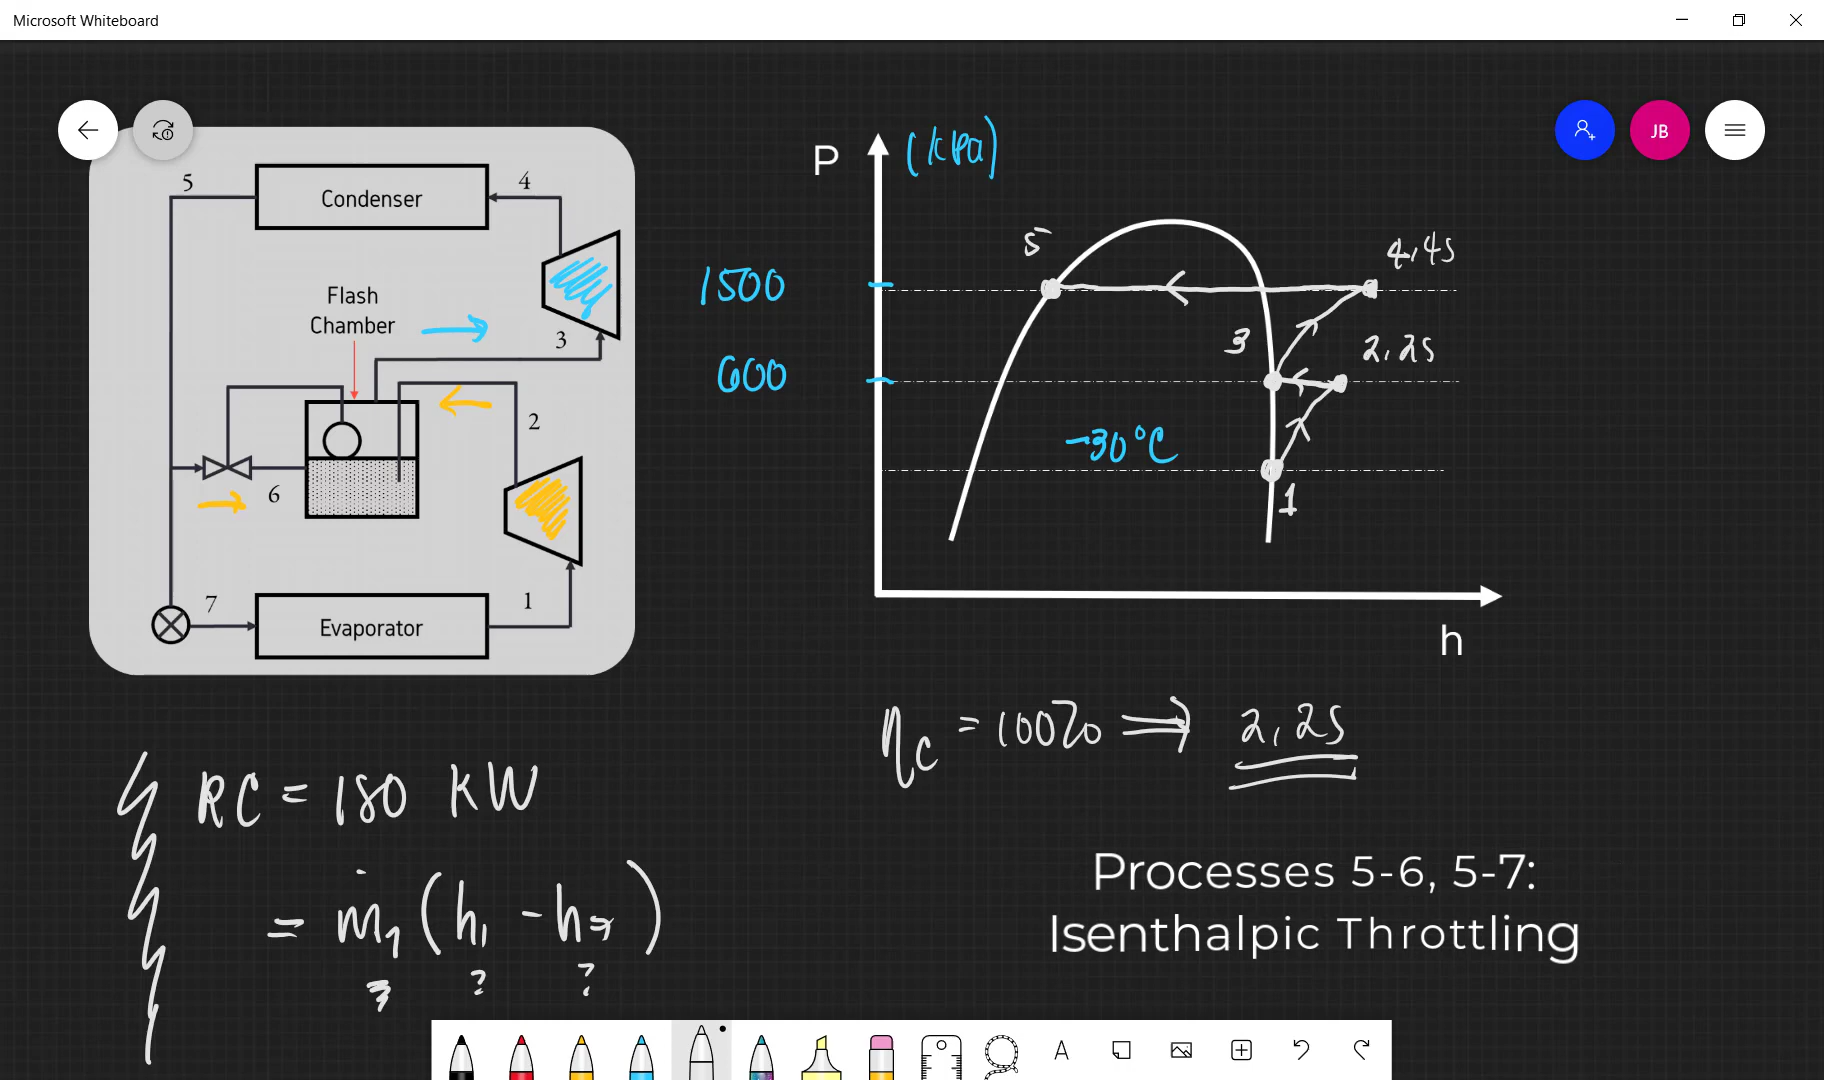 Microsoft Whiteboard
JB
5
Condenser
4
Flash
Chamber
3
2
6
7
Evaporator
1
P
(kPa)
1500
600
-30°C
5
4,4s
3
2,2s
1
h
ηc = 100% ⇒ 2,2s
RC = 180 kW
= ṁ1 (h1 - h7)
? ?
Processes 5-6, 5-7:
Isenthalpic Throttling
A